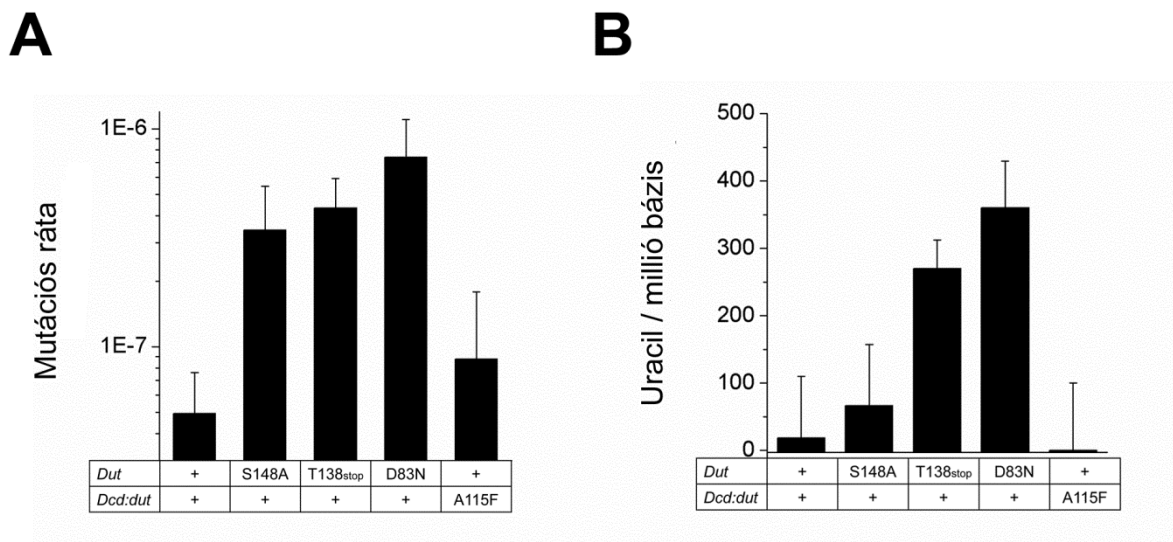 A
B
Mutációs ráta
1E-6
1E-7
Dut + S148A T138stop D83N +
Dcd:dut + + + + A115F
Uracil / millió bázis
500
400
300
200
100
0
Dut + S148A T138stop D83N +
Dcd:dut + + + + A115F